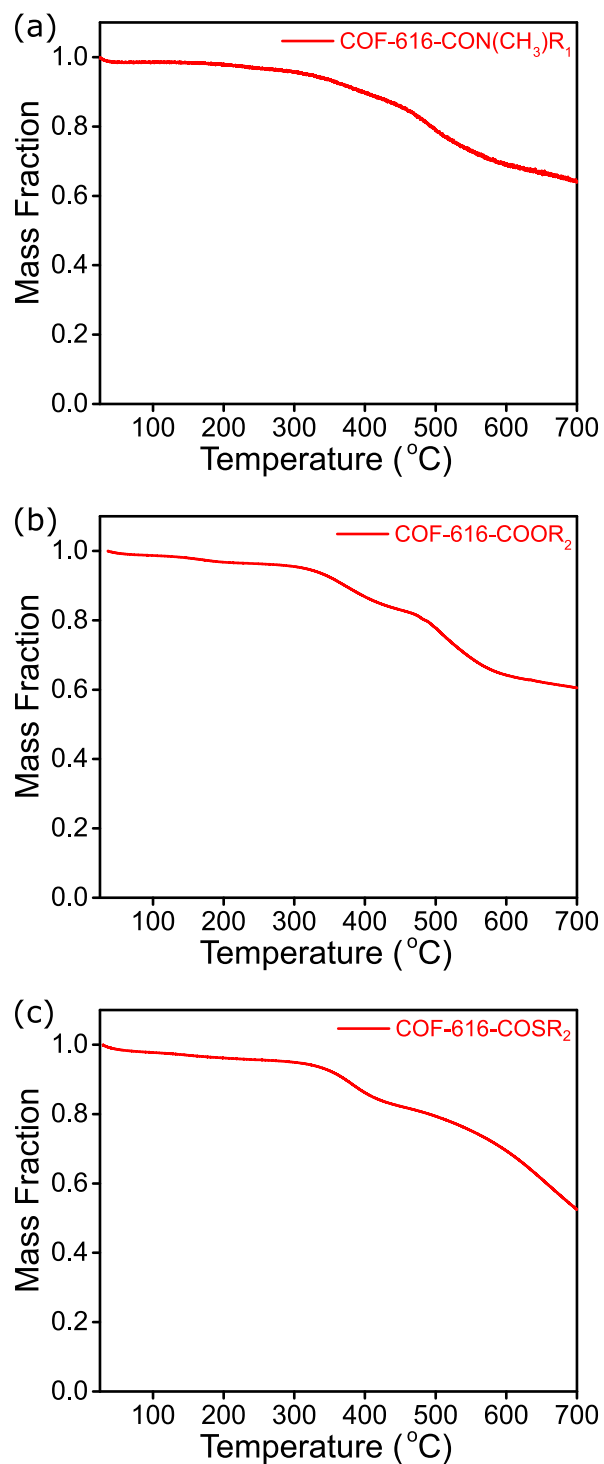 (a)
COF-616-CON(CH₃)R₁
1.0
0.8
0.6
0.4
0.2
0.0
Mass Fraction
100 200 300 400 500 600 700
Temperature (°C)
(b)
COF-616-COOR₂
1.0
0.8
0.6
0.4
0.2
0.0
Mass Fraction
100 200 300 400 500 600 700
Temperature (°C)
(c)
COF-616-COSR₂
1.0
0.8
0.6
0.4
0.2
0.0
Mass Fraction
100 200 300 400 500 600 700
Temperature (°C)